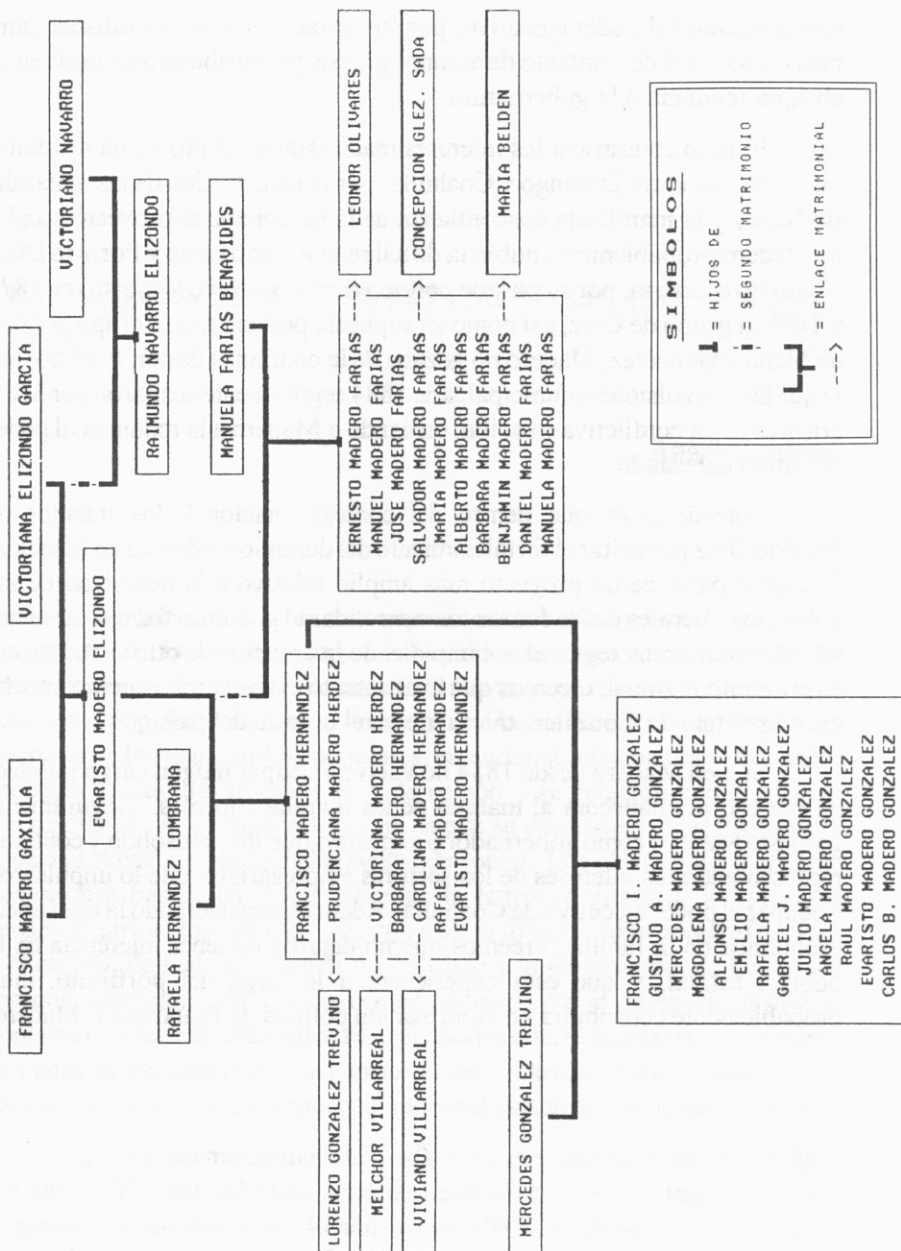 FRANCISCO MADERO GAXIOLA
VICTORIANA ELIZONDO GARCIA
VICTORIANO NAVARRO
EVARISTO MADERO ELIZONDO
RAIMUNDO NAVARRO ELIZONDO
RAFAELA HERNANDEZ LOMBRANA
MANUELA FARIAS BENAVIDES
LORENZO GONZALEZ TREVINO
MELCHOR VILLARREAL
VIVIANO VILLARREAL
FRANCISCO MADERO HERNANDEZ
<--- PRUDENCIANA MADERO HERNANDEZ
<--- VICTORIANA MADERO HERNANDEZ
<--- BARBARA MADERO HERNANDEZ
CAROLINA MADERO HERNANDEZ
RAFAEL MADERO HERNANDEZ
EVARISTO MADERO HERNANDEZ
ERNESTO MADERO FARIAS -->
MANUEL MADERO FARIAS
JOSE MADERO FARIAS
SALVADOR MADERO FARIAS -->
MARIA MADERO FARIAS
ALBERTO MADERO FARIAS
BARBARA MADERO FARIAS
BENJAMIN MADERO FARIAS -->
DANIEL MADERO FARIAS
MANUELA MADERO FARIAS
LEONOR OLIVARES
CONCEPCION GLEZ. SADA
MARIA BELDEN
MERCEDES GONZALEZ TREVINO
FRANCISCO I. MADERO GONZALEZ
GUSTAVO A. MADERO GONZALEZ
MERCEDES MADERO GONZALEZ
MAGDALENA MADERO GONZALEZ
ALFONSO MADERO GONZALEZ
EMILIO MADERO GONZALEZ
RAFAELA MADERO GONZALEZ
GABRIEL A. MADERO GONZALEZ
JULIO MADERO GONZALEZ
ANGELA MADERO GONZALEZ
RAUL MADERO GONZALEZ
EVARISTO MADERO GONZALEZ
CARLOS B. MADERO GONZALEZ
SIMBOLOS
= HIJOS DE
= SEGUNDO MATRIMONIO
---> = ENLACE MATRIMONIAL